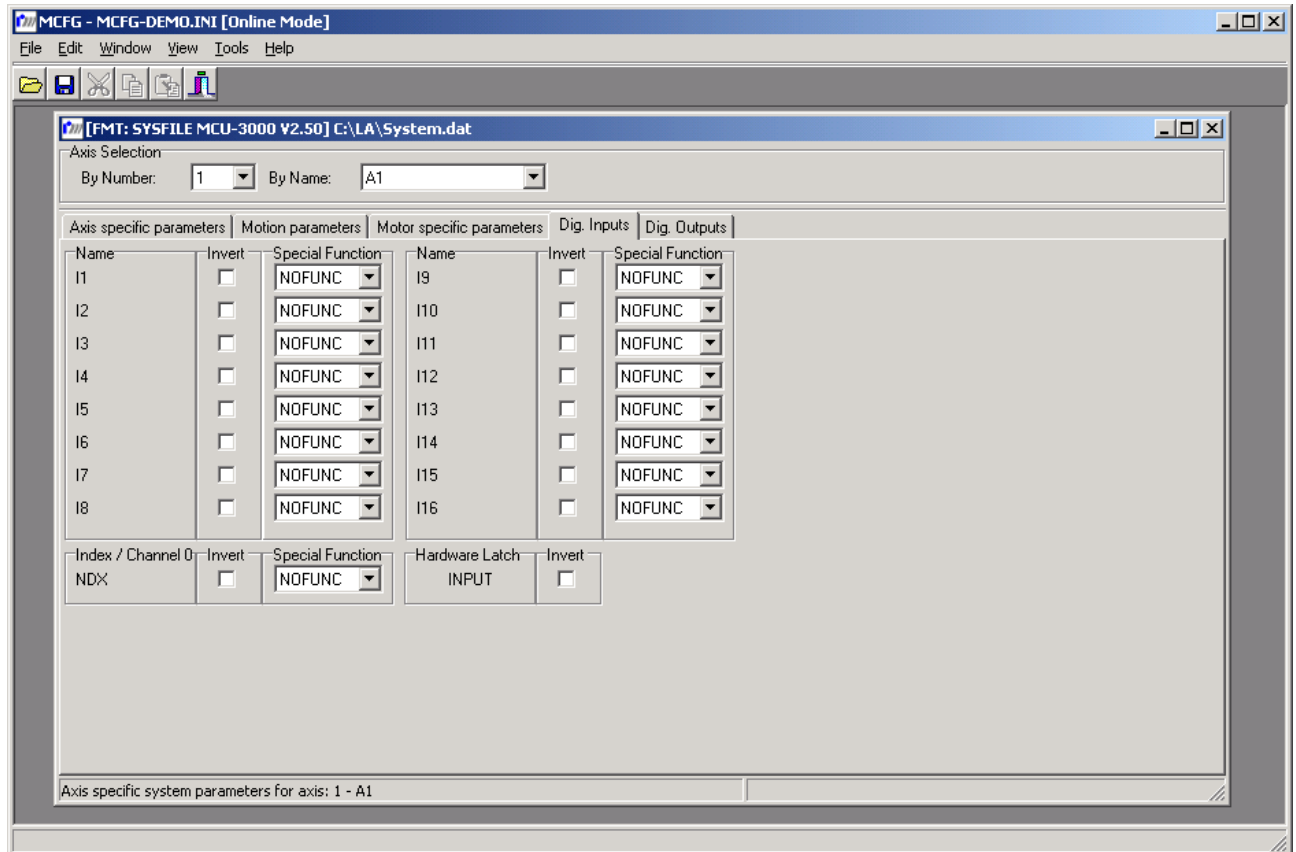 MCFG - MCFG-DEMO.INI [Online Mode]
File Edit Window View Tools Help
[FMT: SYSFILE MCU-3000 V2.50] C:\LA\System.dat
Axis Selection
By Number: 1 By Name: A1
Axis specific parameters Motion parameters Motor specific parameters Dig. Inputs Dig. Outputs
Name Invert Special Function Name Invert Special Function
I1 NOFUNC I9 NOFUNC
I2 NOFUNC I10 NOFUNC
I3 NOFUNC I11 NOFUNC
I4 NOFUNC I12 NOFUNC
I5 NOFUNC I13 NOFUNC
I6 NOFUNC I14 NOFUNC
I7 NOFUNC I15 NOFUNC
I8 NOFUNC I16 NOFUNC
Index / Channel 0 Invert Special Function Hardware Latch Invert
NDX NOFUNC INPUT
Axis specific system parameters for axis: 1 - A1